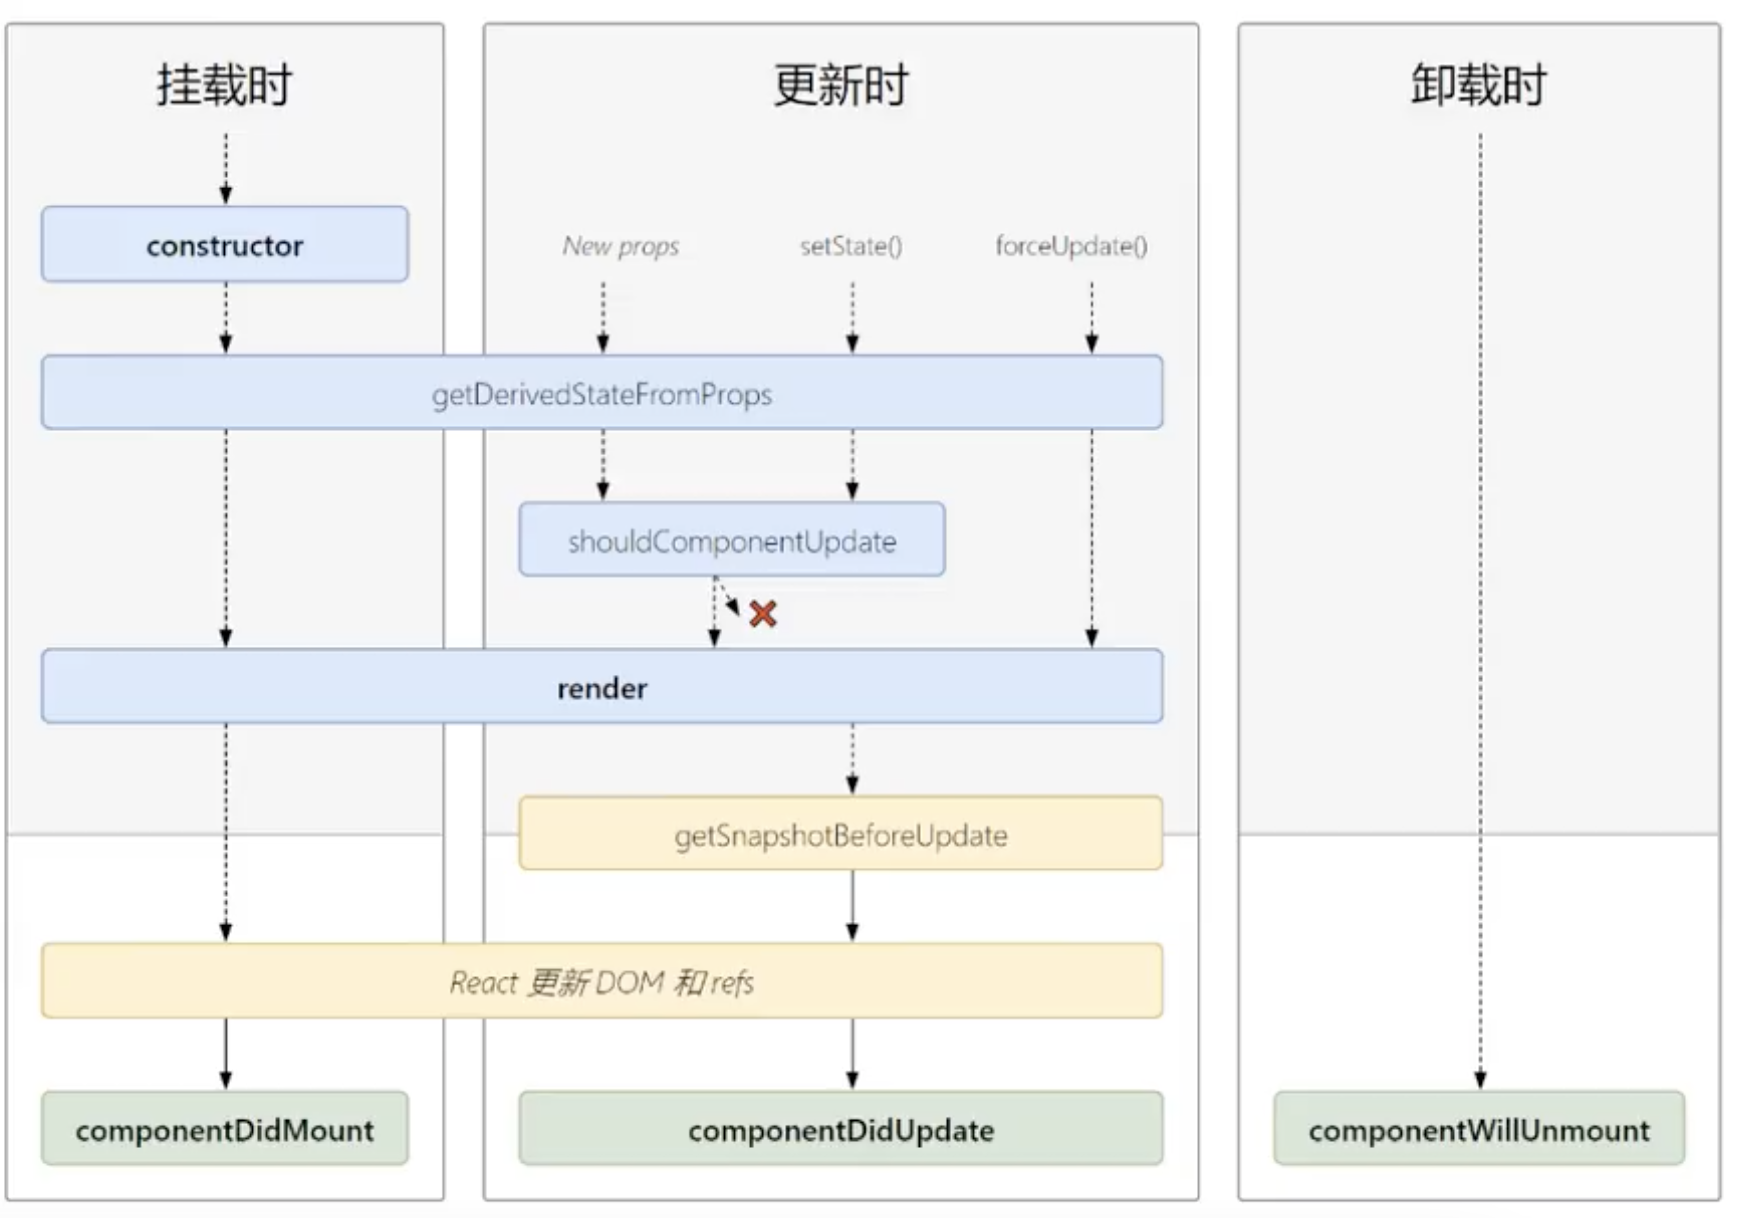 挂载时
更新时
卸载时
constructor
New props
setState()
forceUpdate()
getDerivedStateFromProps
shouldComponentUpdate
render
getSnapshotBeforeUpdate
React 更新 DOM 和 refs
componentDidMount
componentDidUpdate
componentWillUnmount